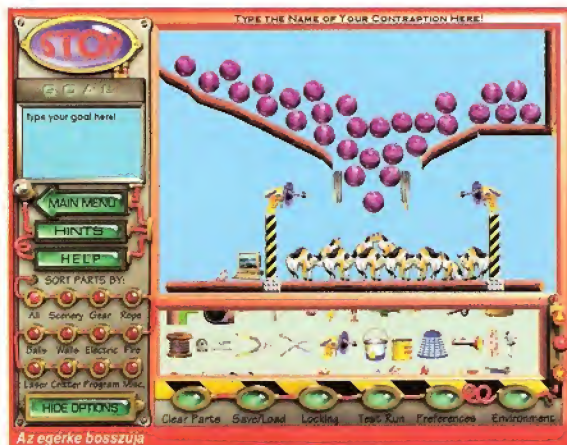 TYPE THE NAME OF YOUR CONTRAPTION HERE!
STOP
GOAL
Type your goal here!
MAIN MENU
HINTS
HELP
SORT PARTS BY:
All Scenery Gear Rope
Balls Walls Electric Fire
Laser Critter Program Misc.
HIDE OPTIONS
Clear Parts Save/Load Locking Test Run Preferences Environment
Az egérke bosszúja